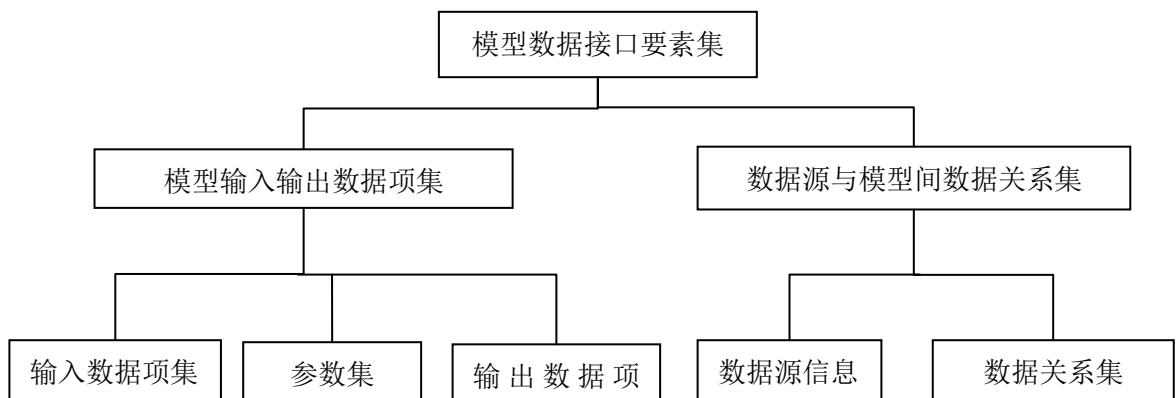 模型数据接口要素集
模型输入输出数据项集
数据源与模型间数据关系集
输入数据项集
参数集
输出数据项
数据源信息
数据关系集